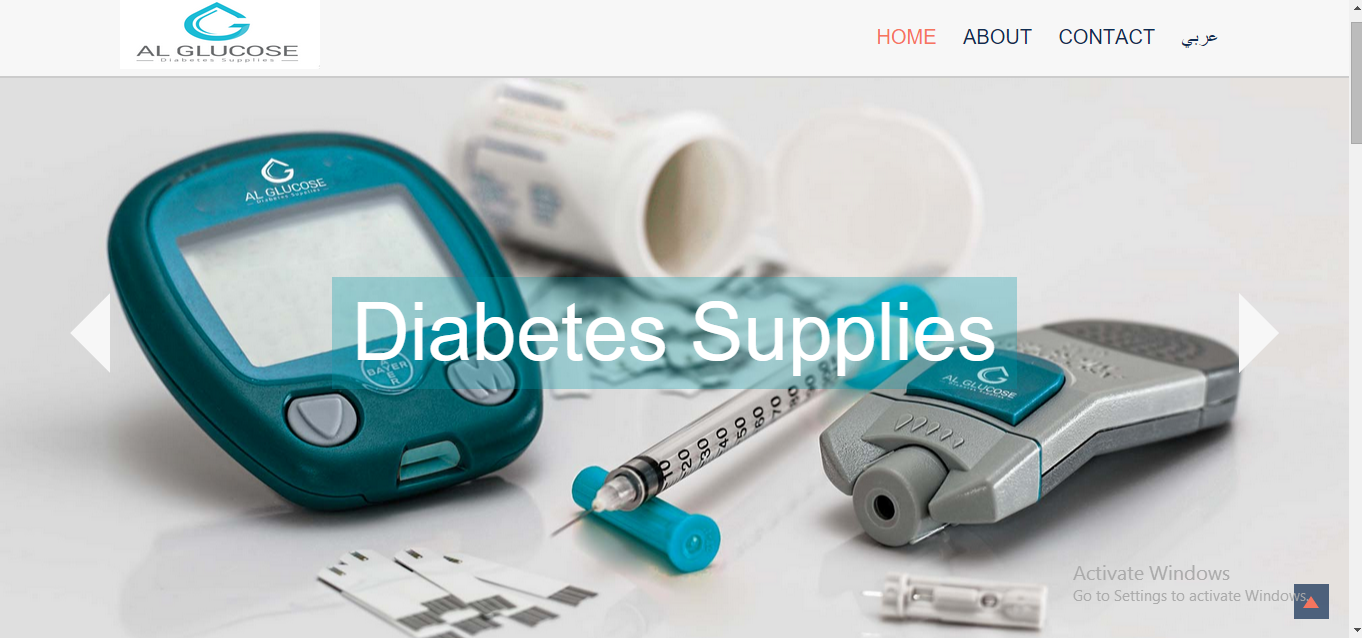 AL GLUCOSE
Diabetes Supplies
HOME
ABOUT
CONTACT
عربي
AL GLUCOSE
Diabetes Supplies
Diabetes Supplies
BAYER
BAYER
M
AL GLUCOSE
10 20 30 40 50 60 70 80 90
Activate Windows
Go to Settings to activate Windows.